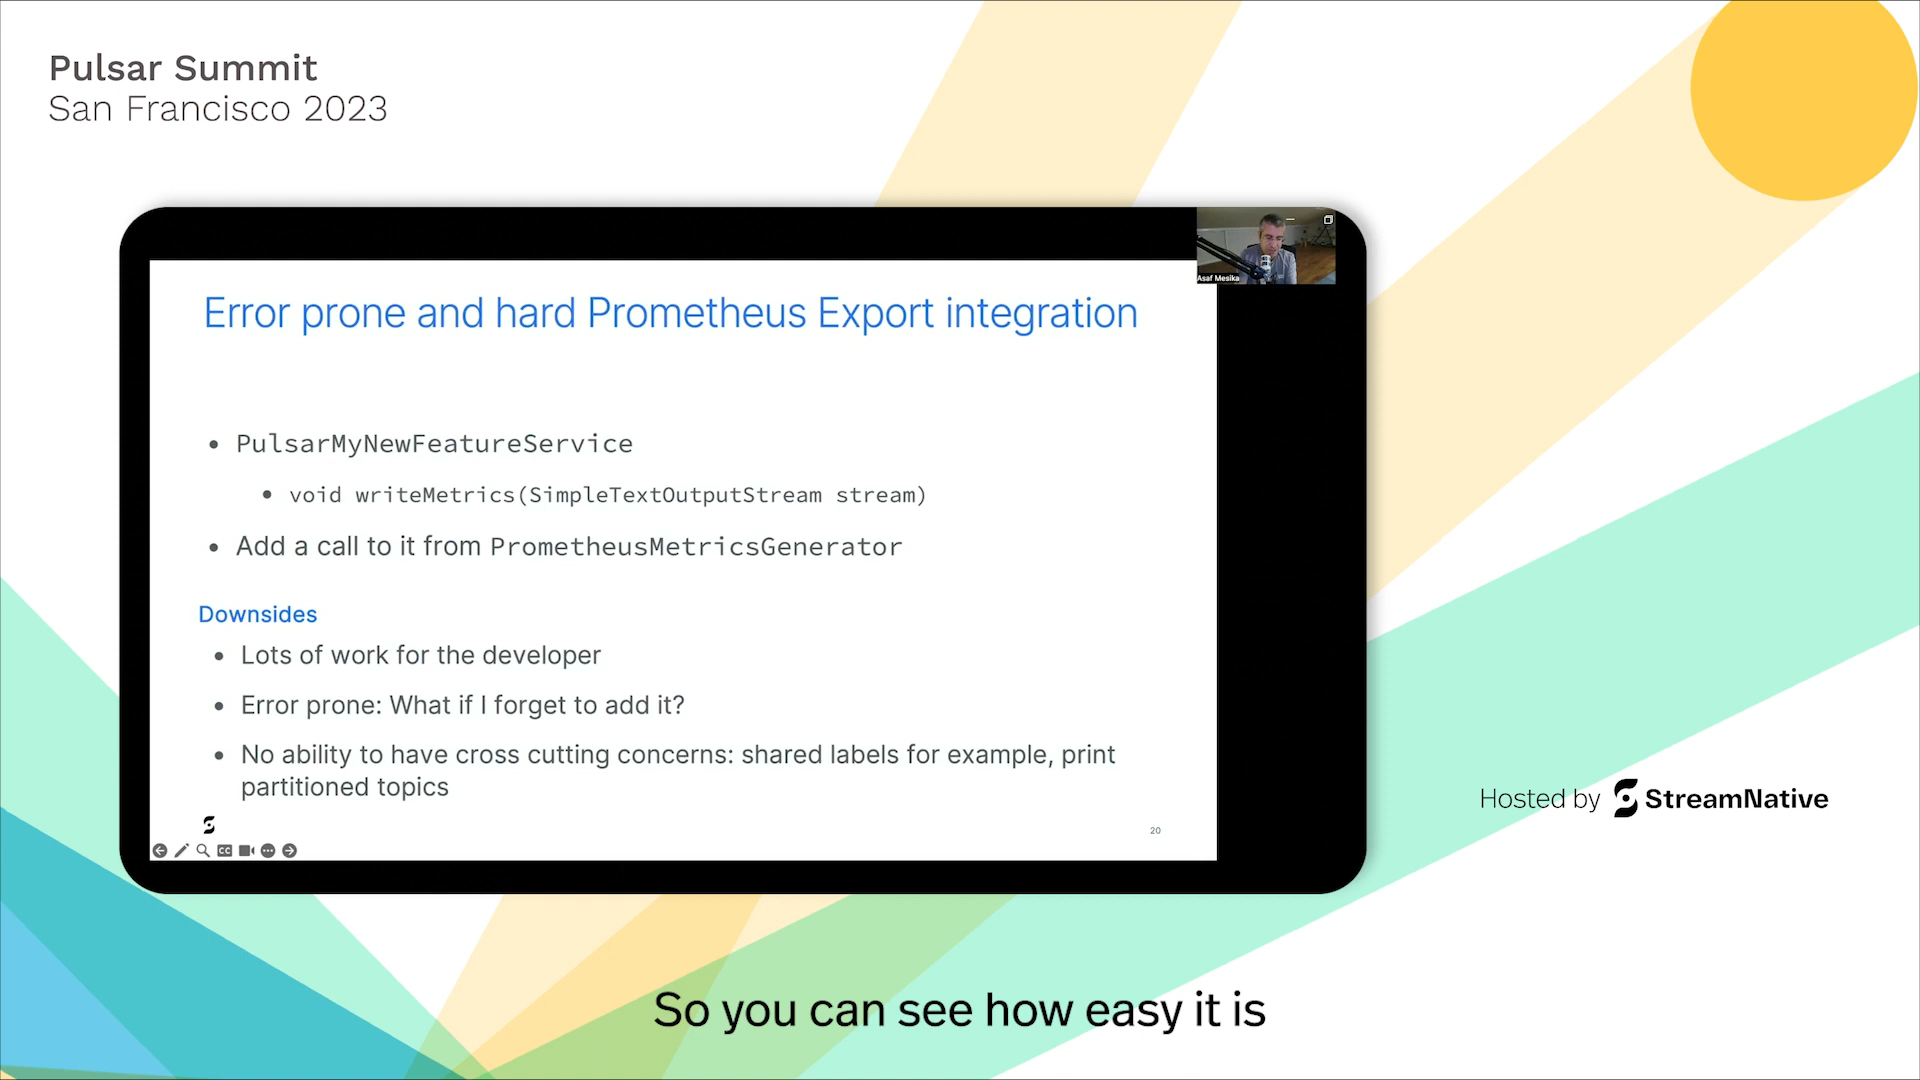 Pulsar Summit
San Francisco 2023
Asaf Mesika
Error prone and hard Prometheus Export integration
• PulsarMyNewFeatureService
• void writeMetrics(SimpleTextOutputStream stream)
• Add a call to it from PrometheusMetricsGenerator
Downsides
• Lots of work for the developer
• Error prone: What if I forget to add it?
• No ability to have cross cutting concerns: shared labels for example, print
partitioned topics
20
CC
Hosted by StreamNative
So you can see how easy it is